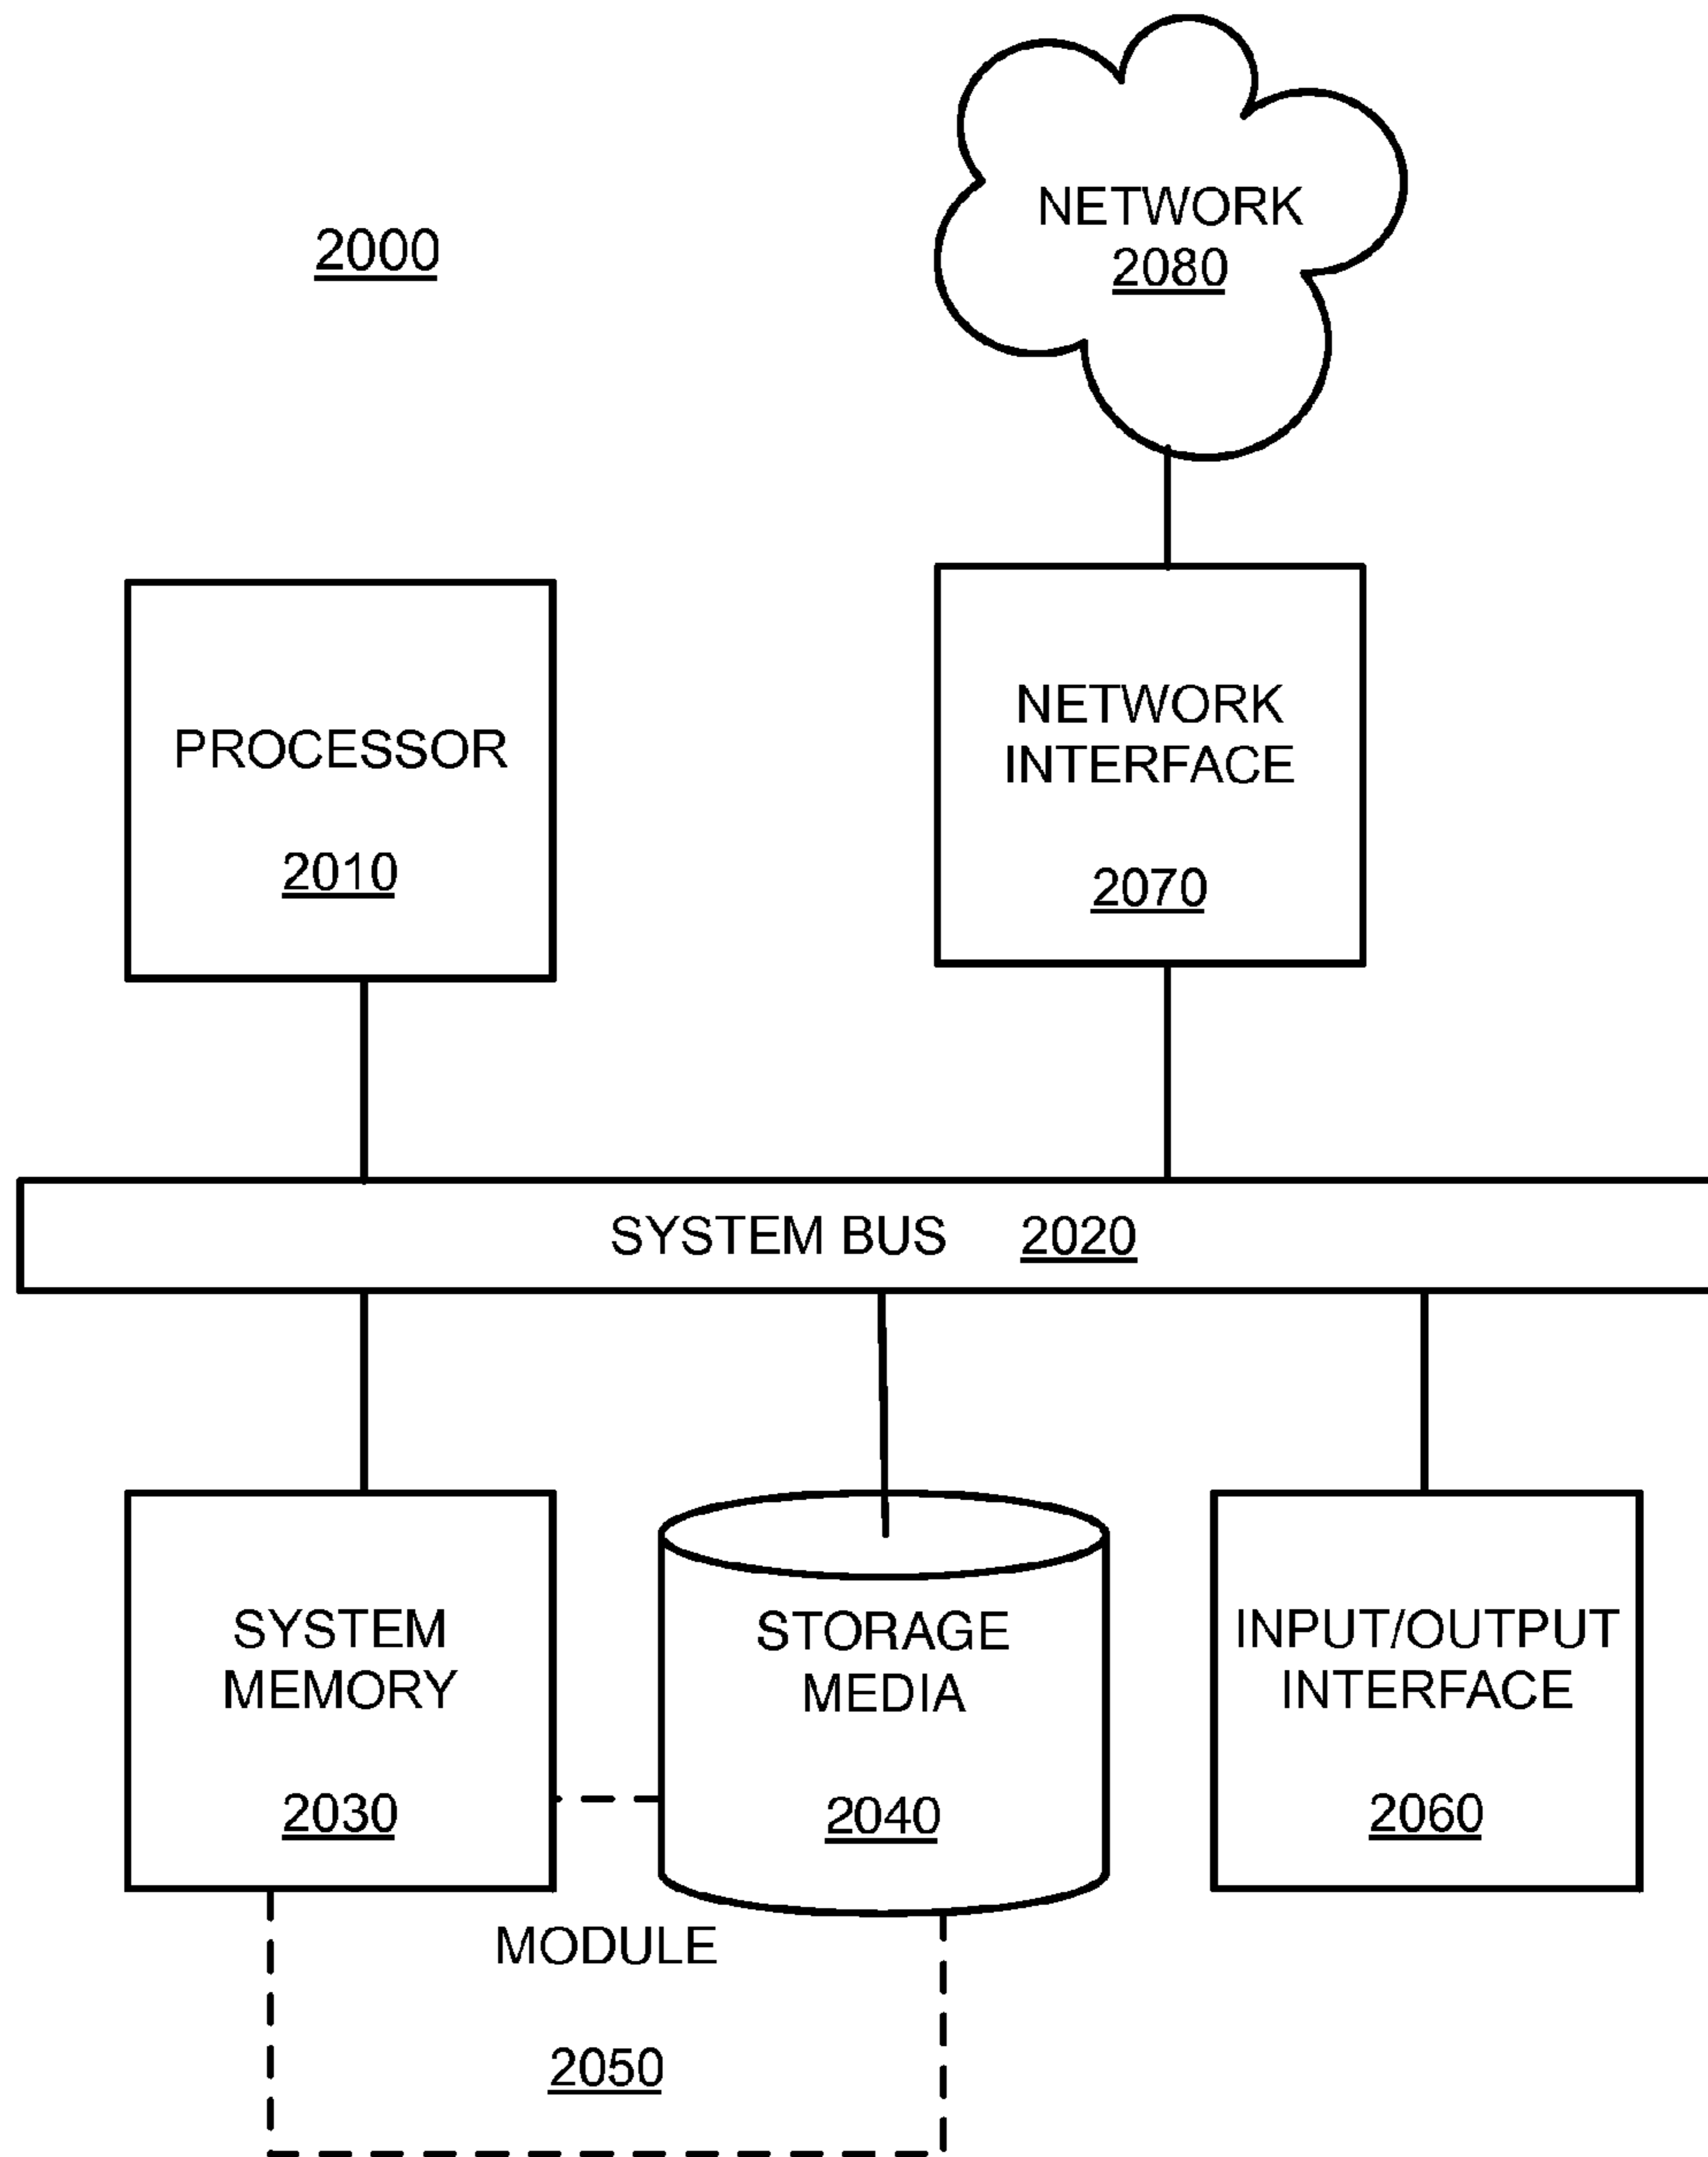 NETWORK
2080
2000
PROCESSOR
2010
NETWORK
INTERFACE
2070
SYSTEM BUS 2020
SYSTEM
MEMORY
2030
STORAGE
MEDIA
2040
INPUT/OUTPUT
INTERFACE
2060
MODULE
2050